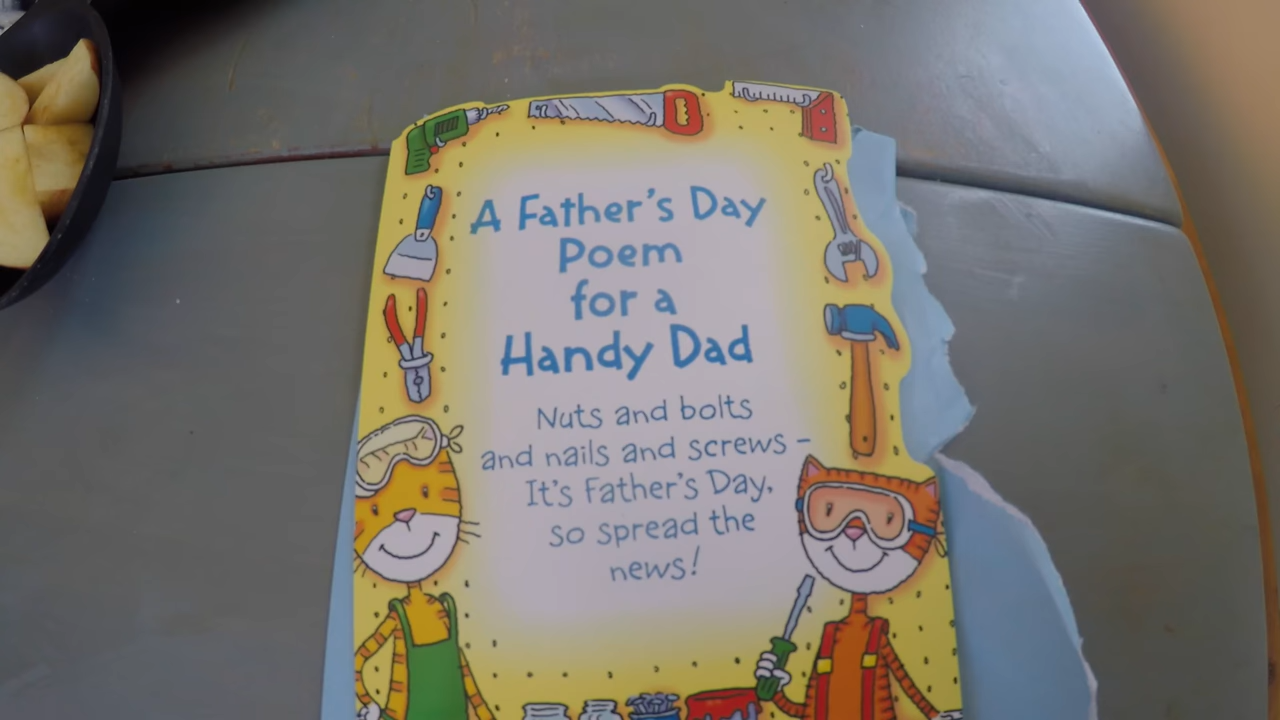 A Father's Day
Poem
for a
Handy Dad
Nuts and bolts
and nails and screws –
It's Father's Day,
so spread the
news!